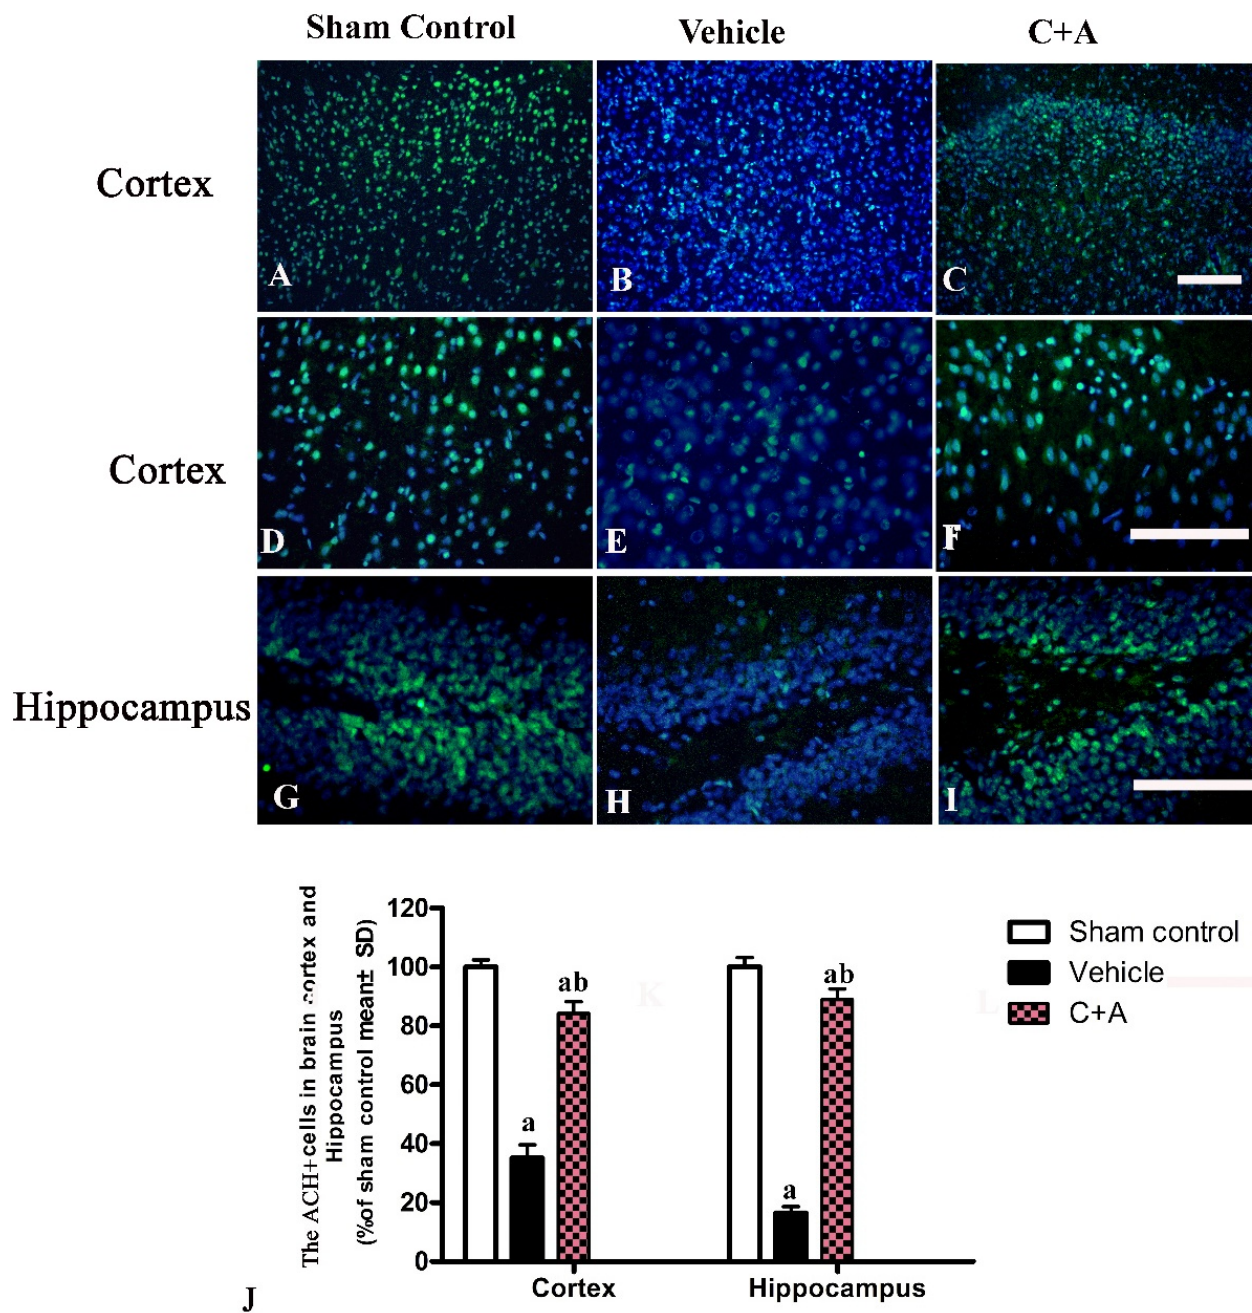 Sham Control
Vehicle
C+A
Cortex
A
B
C
Cortex
D
E
F
Hippocampus
G
H
I
The ACH+cells in brain cortex and
Hippocampus
(%of sham control mean± SD)
120
100
80
60
40
20
0
a
ab
a
ab
K
L
Sham control
Vehicle
C+A
Cortex
Hippocampus
J